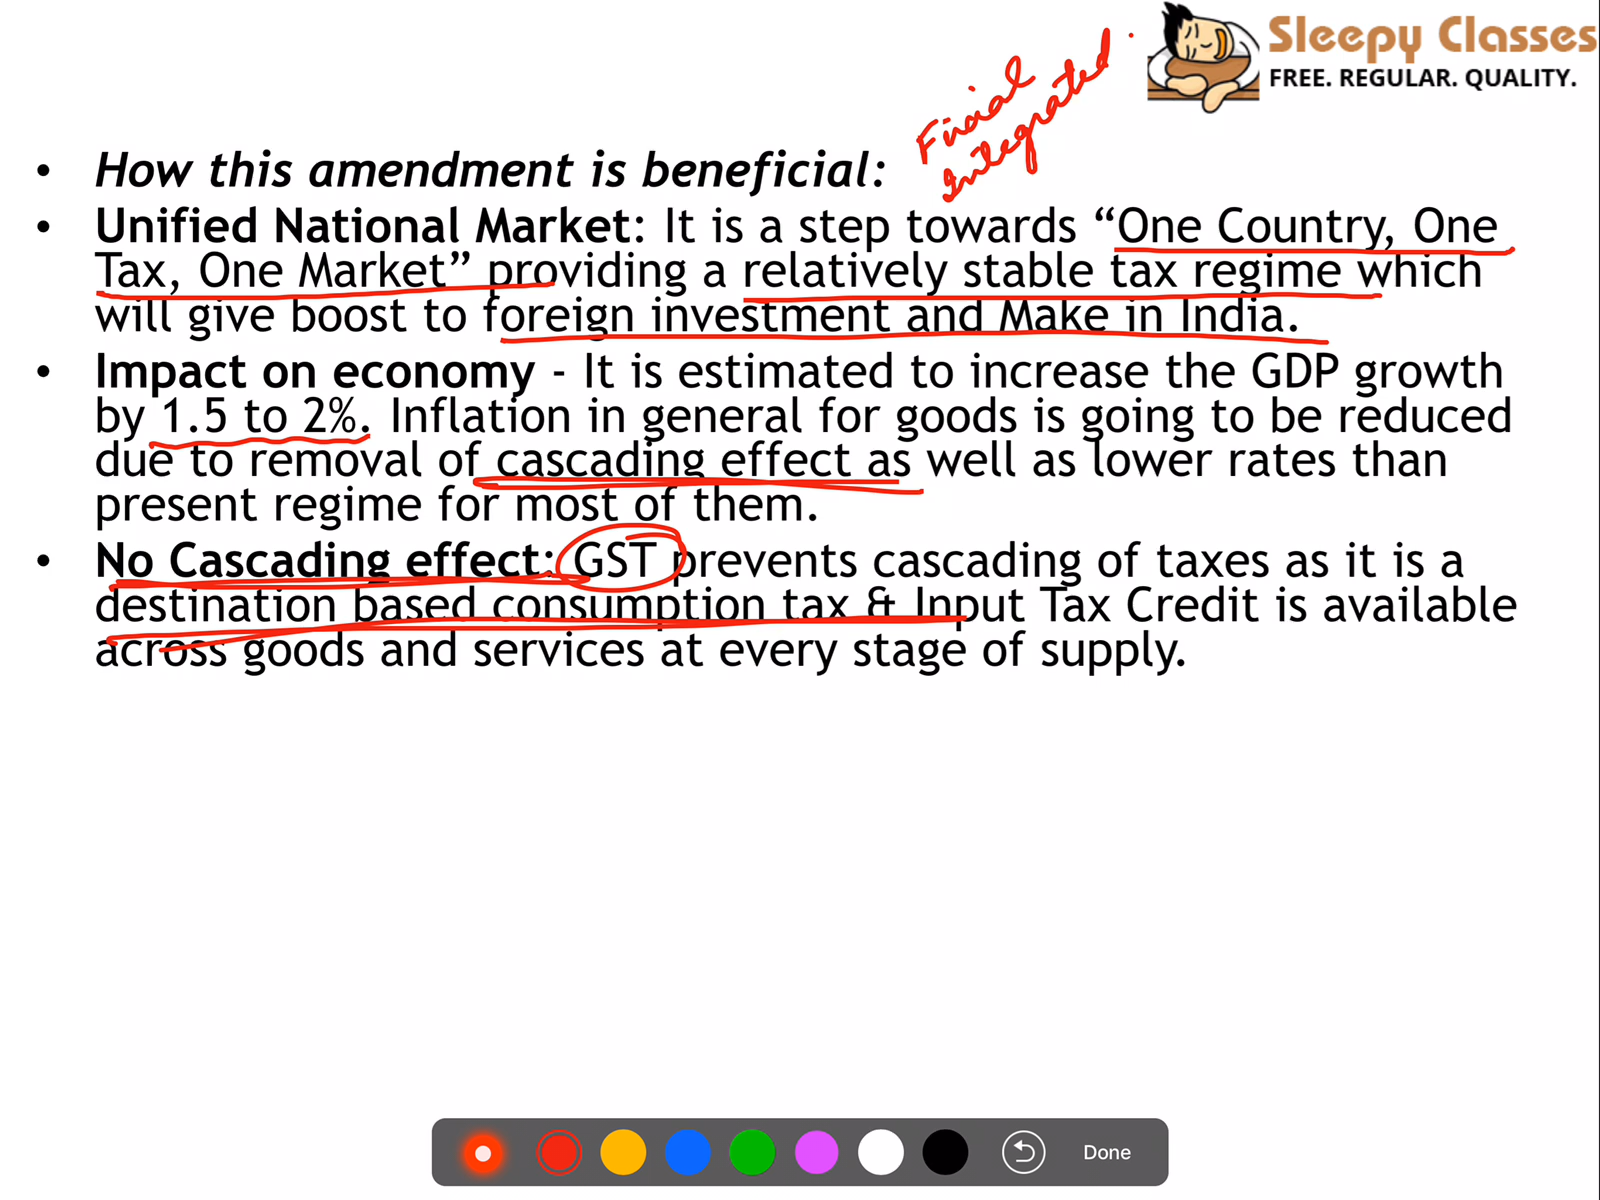 Sleepy Classes
FREE. REGULAR. QUALITY.
Integrated
• How this amendment is beneficial:
• Unified National Market: It is a step towards “One Country, One
Tax, One Market” providing a relatively stable tax regime which
will give boost to foreign investment and Make in India.
• Impact on economy - It is estimated to increase the GDP growth
by 1.5 to 2%. Inflation in general for goods is going to be reduced
due to removal of cascading effect as well as lower rates than
present regime for most of them.
• No Cascading effect: GST prevents cascading of taxes as it is a
destination based consumption tax & Input Tax Credit is available
across goods and services at every stage of supply.
Done